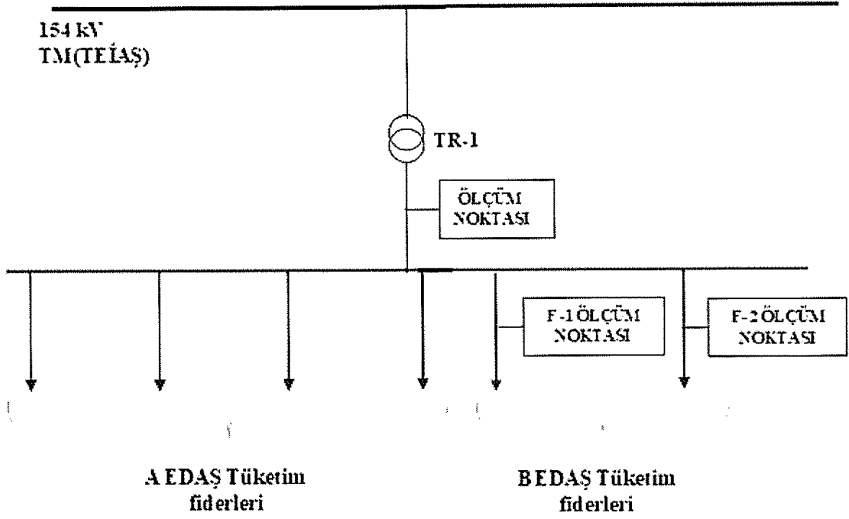 154 kV
TM(TEİAŞ)
TR-1
ÖLÇÜM
NOKTASI
F-1 ÖLÇÜM
NOKTASI
F-2 ÖLÇÜM
NOKTASI
A EDAŞ Tüketim
fiderleri
B EDAŞ Tüketim
fiderleri